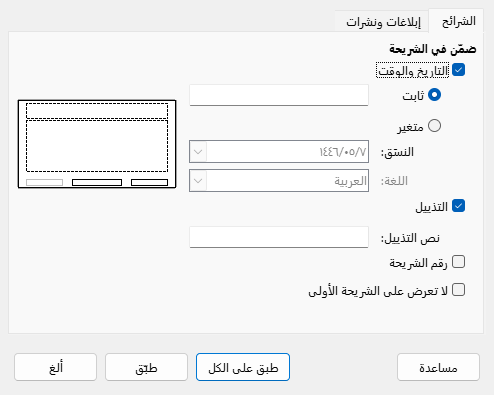 الشرائح
إبلاغات ونشرات
ضمّن في الشريحة
التاريخ والوقت
ثابت
متغير
النسَق:
١٤٤٦/٠٥/٧
اللغة:
العربية
التذييل
نص التذييل:
رقم الشريحة
لا تعرض على الشريحة الأولى
مساعدة
طبق على الكل
طبّق
ألغ